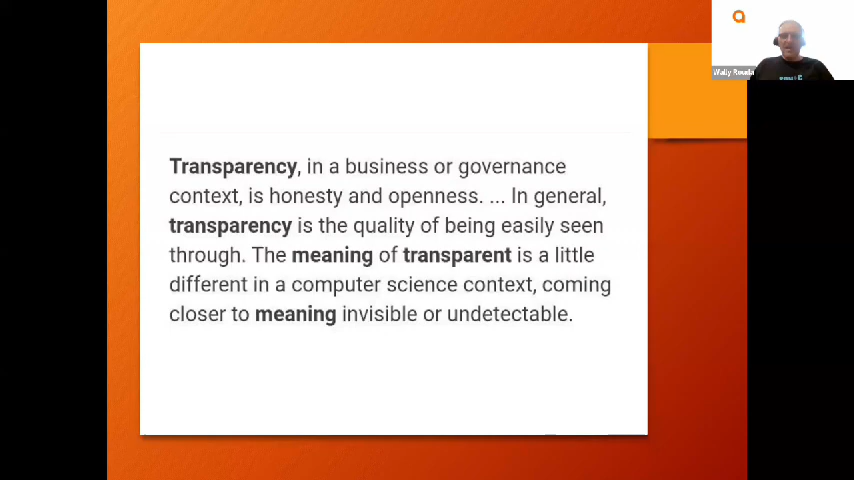 Transparency, in a business or governance
context, is honesty and openness. ... In general,
transparency is the quality of being easily seen
through. The meaning of transparent is a little
different in a computer science context, coming
closer to meaning invisible or undetectable.
Wally